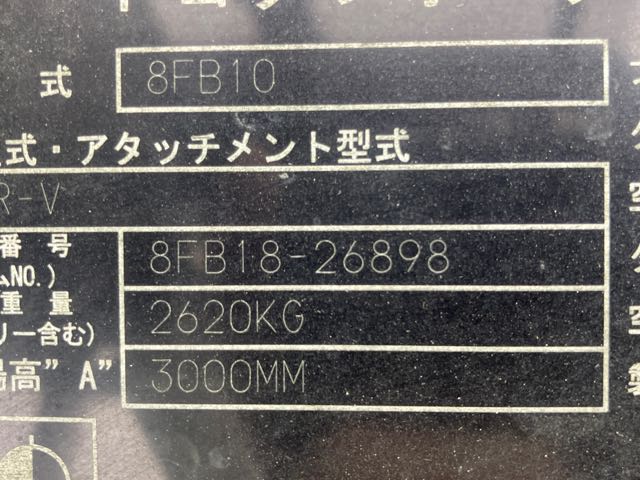 式 8FB10
式・アタッチメント型式
R-V
番号 8FB18-26898
NO.)
重量 2620KG
リー含む)
揚高"A" 3000MM